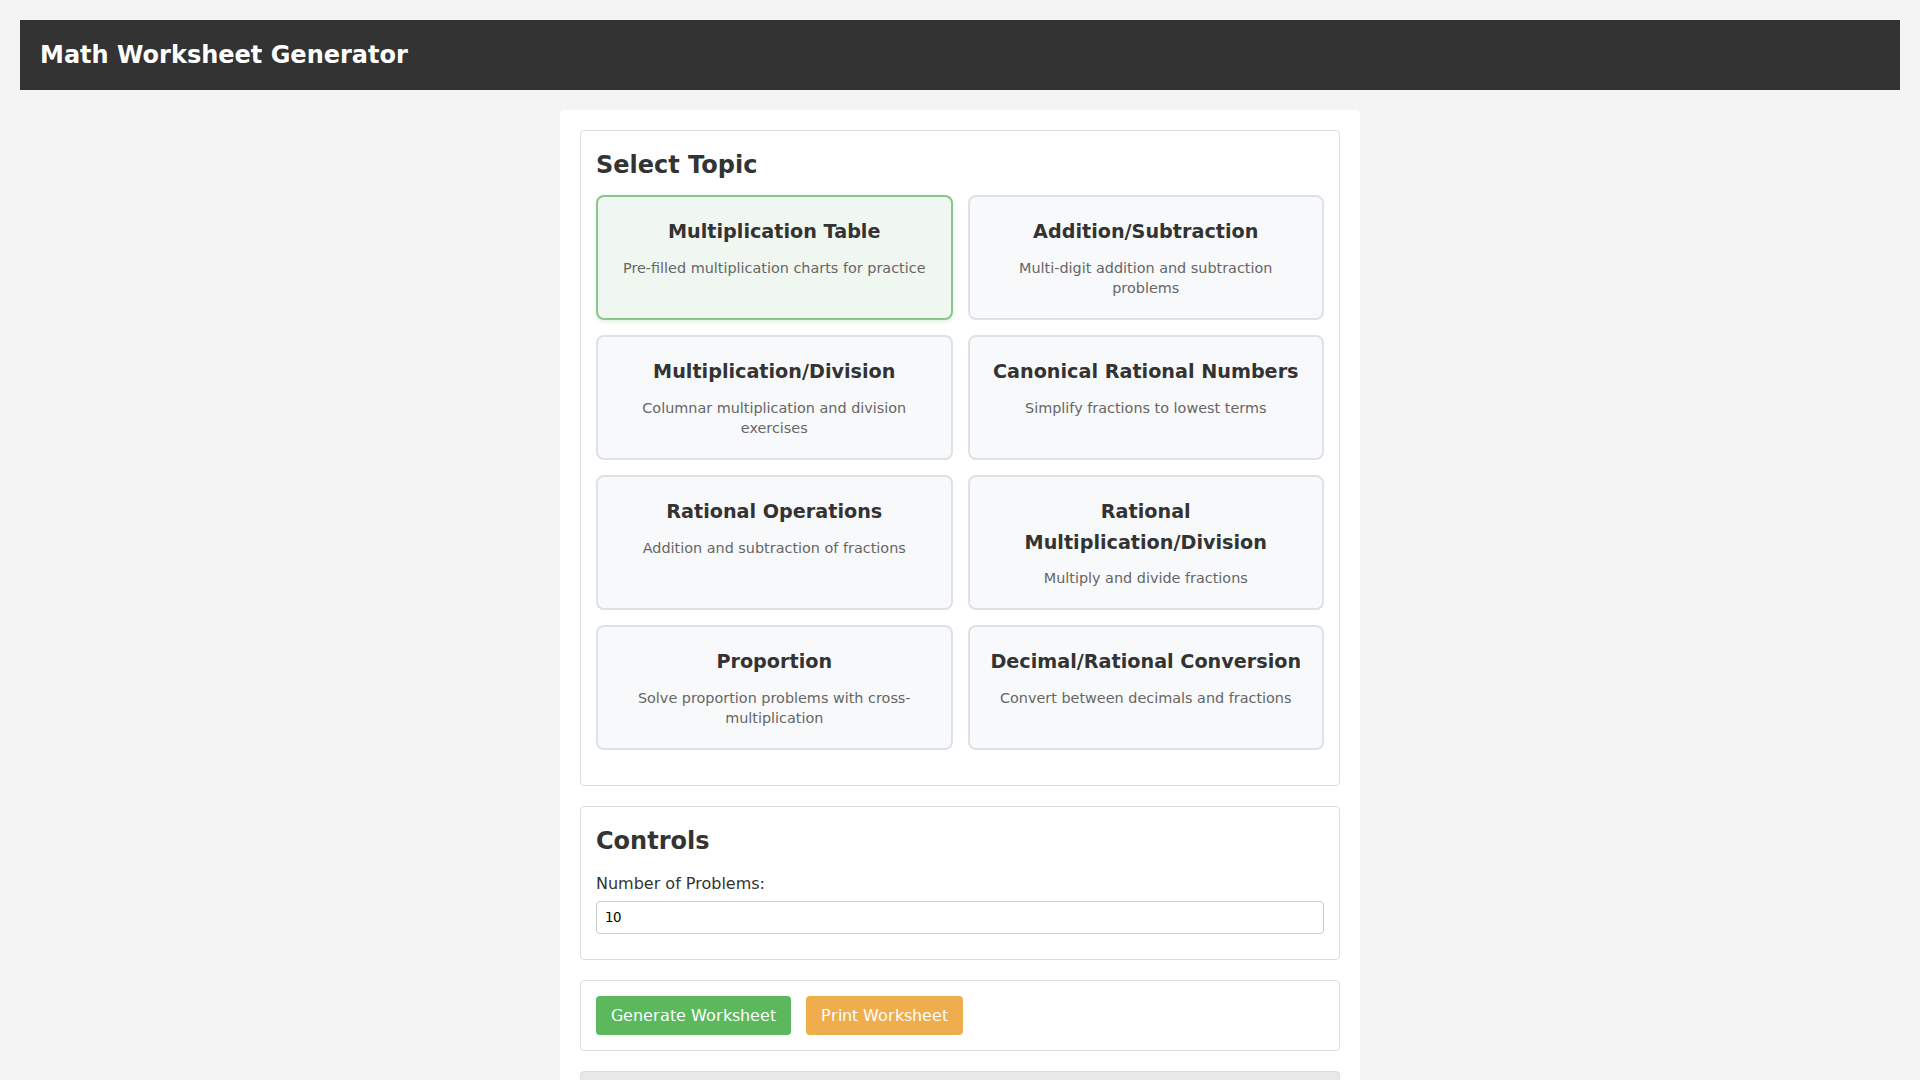 Math Worksheet Generator
Select Topic
Multiplication Table
Pre-filled multiplication charts for practice
Addition/Subtraction
Multi-digit addition and subtraction
problems
Multiplication/Division
Columnar multiplication and division
exercises
Canonical Rational Numbers
Simplify fractions to lowest terms
Rational Operations
Addition and subtraction of fractions
Rational
Multiplication/Division
Multiply and divide fractions
Proportion
Solve proportion problems with cross-
multiplication
Decimal/Rational Conversion
Convert between decimals and fractions
Controls
Number of Problems:
10
Generate Worksheet
Print Worksheet